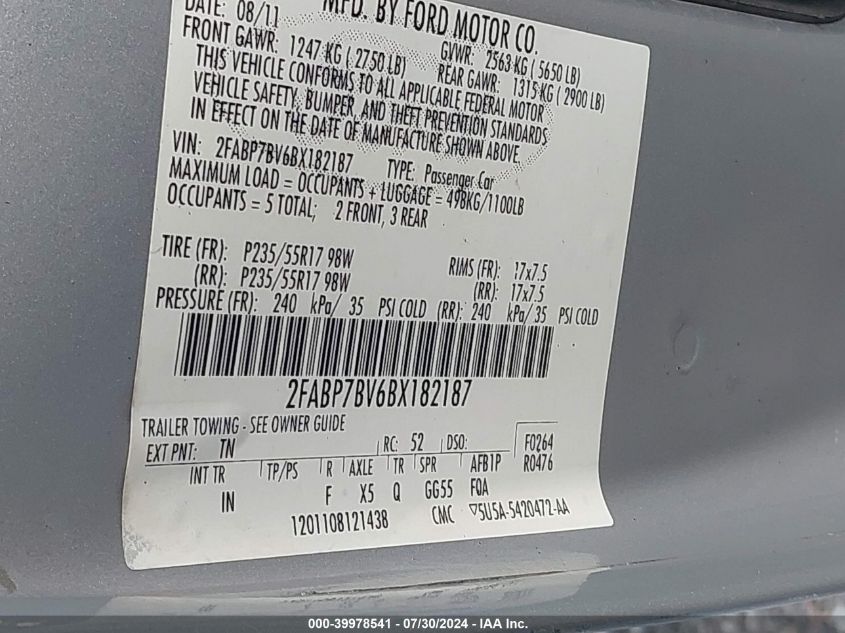 DATE: 08/11 MFD. BY FORD MOTOR CO.
FRONT GAWR: 1247 KG ( 2750 LB) GVWR: 2563 KG ( 5650 LB)
REAR GAWR: 1315 KG ( 2900 LB)
THIS VEHICLE CONFORMS TO ALL APPLICABLE FEDERAL MOTOR
VEHICLE SAFETY, BUMPER, AND THEFT PREVENTION STANDARDS
IN EFFECT ON THE DATE OF MANUFACTURE SHOWN ABOVE.
VIN: 2FABP7BV6BX182187 TYPE: Passenger Car
MAXIMUM LOAD = OCCUPANTS + LUGGAGE = 498KG/1100LB
OCCUPANTS = 5 TOTAL; 2 FRONT, 3 REAR
TIRE (FR): P235/55R17 98W RIMS (FR): 17x7.5
(RR): P235/55R17 98W (RR): 17x7.5
PRESSURE (FR): 240 kPa/ 35 PSI COLD (RR): 240 kPa/ 35 PSI COLD
2FABP7BV6BX182187
TRAILER TOWING - SEE OWNER GUIDE
EXT PNT: TN RC: 52 DSO: F0264
R0476
INT TR TP/PS R AXLE TR SPR AFB1P
IN F X5 Q GG55 FQA
1201108121438 CMC ▽5U5A-5420472-AA
000-39978541 - 07/30/2024 - IAA Inc.